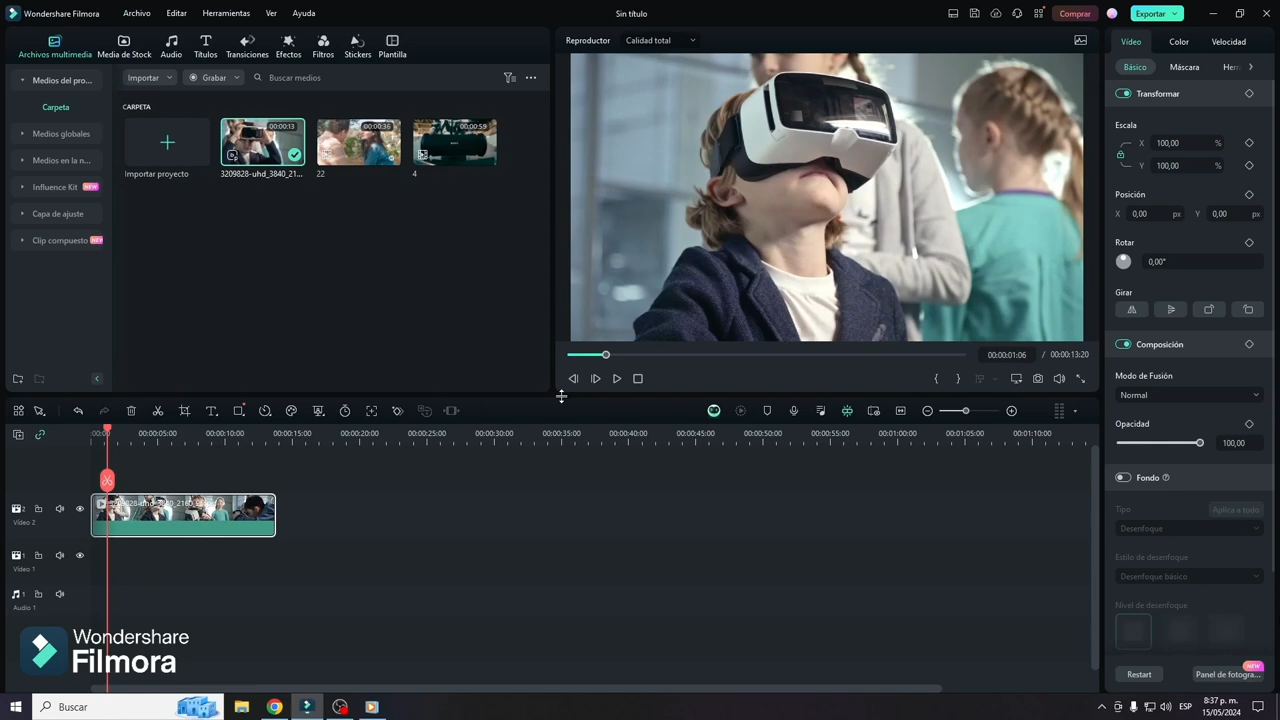 Wondershare Filmora
Archivo
Editar
Herramientas
Ver
Ayuda
Sin título
Comprar
Exportar
Archivos multimedia
Media de Stock
Audio
Títulos
Transiciones
Efectos
Filtros
Stickers
Plantilla
Medios del pro...
Importar
Grabar
Buscar medios
Carpeta
CARPETA
Medios globales
Medios en la n...
Influence Kit NEW
Capa de ajuste
Clip compuesto NEW
00:00:13
00:00:36
00:00:59
Importar proyecto
3209828-uhd_3840_21...
22
4
Reproductor
Calidad total
00:00:01:06 / 00:00:13:20
Vídeo
Color
Velocidad
Básico
Máscara
Transformar
Escala
X 100,00 %
Y 100,00 %
Posición
X 0,00 px Y 0,00 px
Rotar
0,00°
Girar
Composición
Modo de Fusión
Normal
Opacidad
100,00
Fondo
Tipo
Aplica a todo
Desenfoque
Estilo de desenfoque
Desenfoque básico
Nivel de desenfoque
Restart
Panel de fotogra...
NEW
00:00:05:00
00:00:10:00
00:00:15:00
00:00:20:00
00:00:25:00
00:00:30:00
00:00:35:00
00:00:40:00
00:00:45:00
00:00:50:00
00:00:55:00
00:01:00:00
00:01:05:00
00:01:10:00
2
Vídeo 2
1
Vídeo 1
1
Audio 1
Wondershare
Filmora
Buscar
ESP
8:37 p. m.
15/05/2024